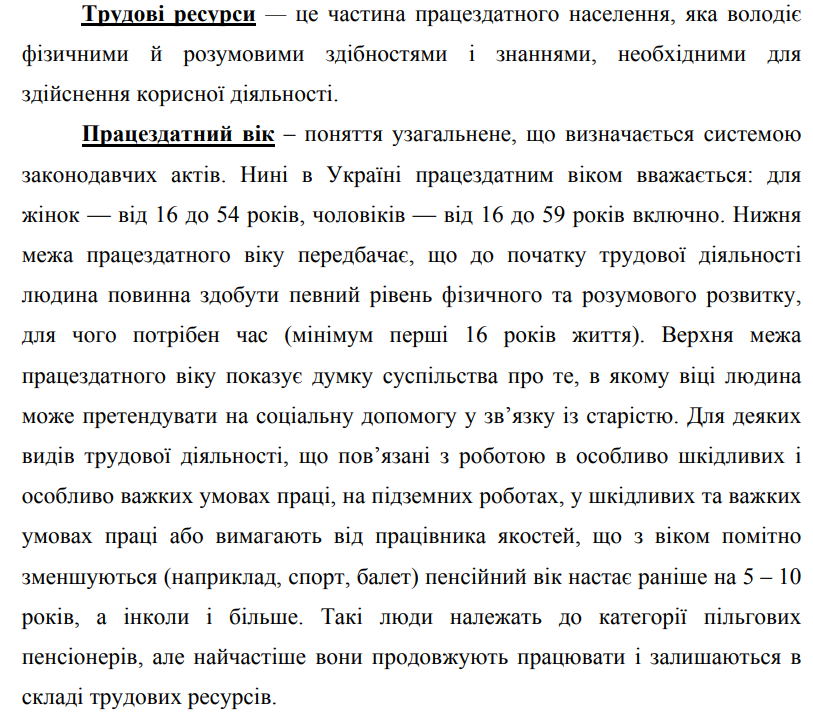 Трудові ресурси — це частина працездатного населення, яка володіє
фізичними й розумовими здібностями і знаннями, необхідними для
здійснення корисної діяльності.
Працездатний вік – поняття узагальнене, що визначається системою
законодавчих актів. Нині в Україні працездатним віком вважається: для
жінок — від 16 до 54 років, чоловіків — від 16 до 59 років включно. Нижня
межа працездатного віку передбачає, що до початку трудової діяльності
людина повинна здобути певний рівень фізичного та розумового розвитку,
для чого потрібен час (мінімум перші 16 років життя). Верхня межа
працездатного віку показує думку суспільства про те, в якому віці людина
може претендувати на соціальну допомогу у зв’язку із старістю. Для деяких
видів трудової діяльності, що пов’язані з роботою в особливо шкідливих і
особливо важких умовах праці, на підземних роботах, у шкідливих та важких
умовах праці або вимагають від працівника якостей, що з віком помітно
зменшуються (наприклад, спорт, балет) пенсійний вік настає раніше на 5 – 10
років, а інколи і більше. Такі люди належать до категорії пільгових
пенсіонерів, але найчастіше вони продовжують працювати і залишаються в
складі трудових ресурсів.